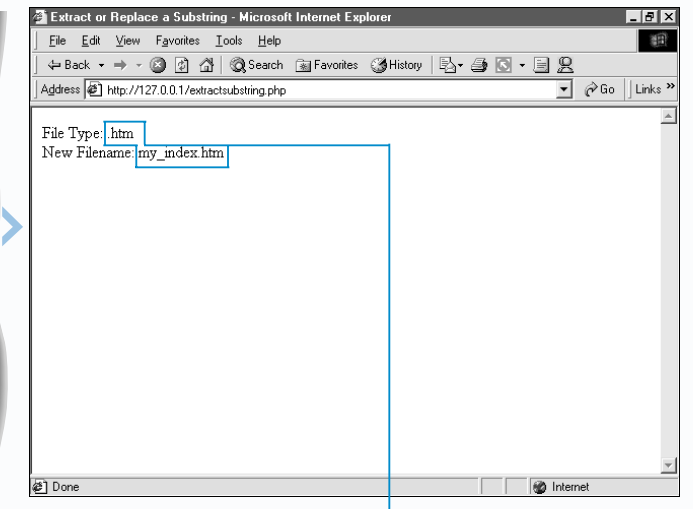 Extract or Replace a Substring - Microsoft Internet Explorer
File Edit View Favorites Tools Help
Back Search Favorites History
Address http://127.0.0.1/extractsubstring.php Go Links »
File Type: .htm
New Filename: my_index.htm
Done Internet